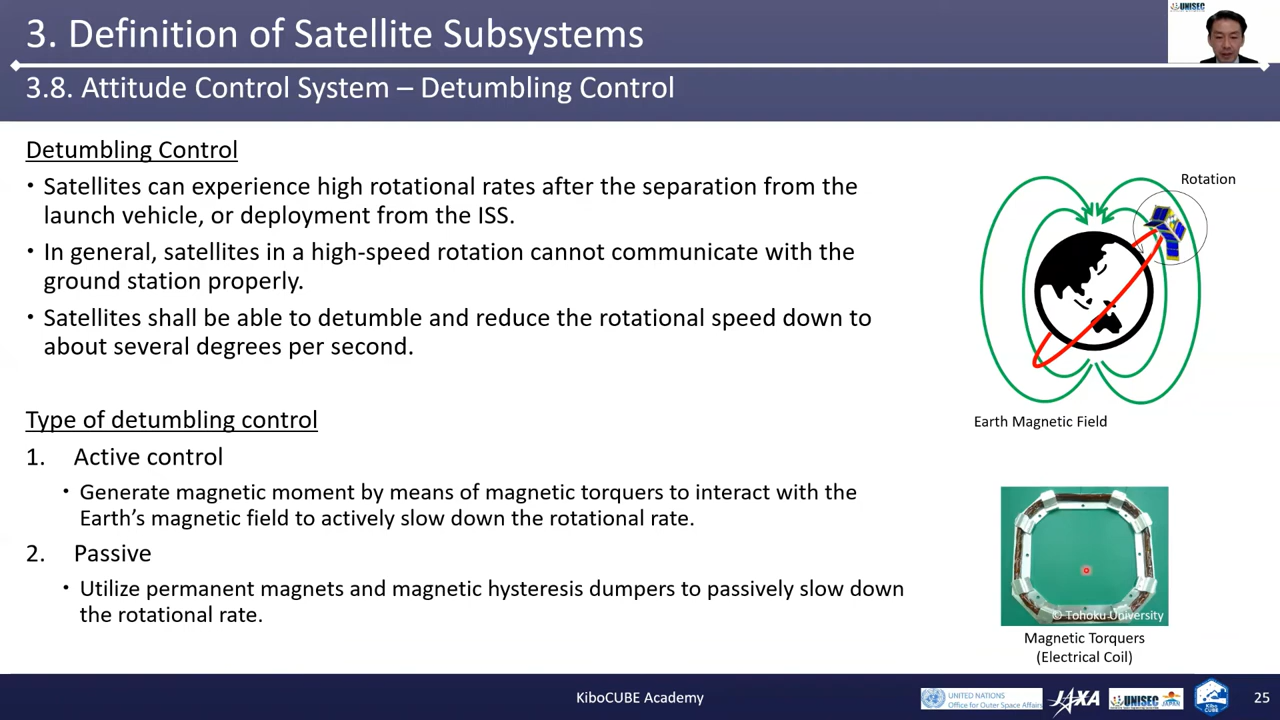 3. Definition of Satellite Subsystems
UNISEC
3.8. Attitude Control System – Detumbling Control
Detumbling Control
• Satellites can experience high rotational rates after the separation from the
launch vehicle, or deployment from the ISS.
• In general, satellites in a high-speed rotation cannot communicate with the
ground station properly.
• Satellites shall be able to detumble and reduce the rotational speed down to
about several degrees per second.
Type of detumbling control
1. Active control
• Generate magnetic moment by means of magnetic torquers to interact with the
Earth’s magnetic field to actively slow down the rotational rate.
2. Passive
• Utilize permanent magnets and magnetic hysteresis dumpers to passively slow down
the rotational rate.
Rotation
Earth Magnetic Field
© Tohoku University
Magnetic Torquers
(Electrical Coil)
KiboCUBE Academy
UNITED NATIONS
Office for Outer Space Affairs
JAXA
UNISEC
JAPAN
Kibo
CUBE
25